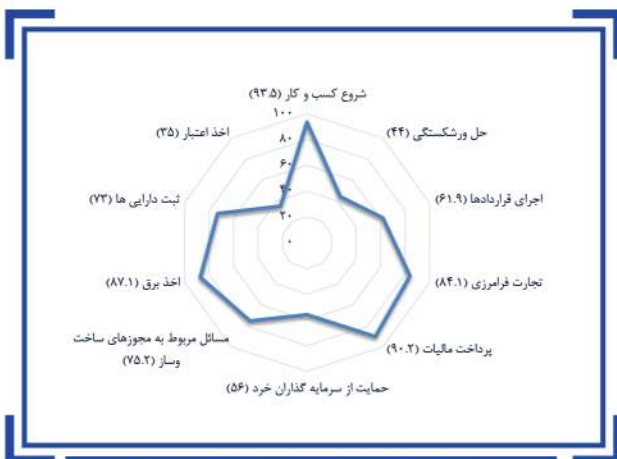 شروع کسب و کار (۹۳.۵)
حل ورشکستگی (۴۴)
اجرای قراردادها (۶۱.۹)
تجارت فرامرزی (۸۴.۱)
پرداخت مالیات (۹۰.۲)
حمایت از سرمایه گذاران خرد (۵۶)
مسائل مربوط به مجوزهای ساخت
وساز (۷۵.۲)
اخذ برق (۸۷.۱)
ثبت دارایی ها (۷۳)
اخذ اعتبار (۳۵)
۱۰۰
۸۰
۶۰
۴۰
۲۰
۰